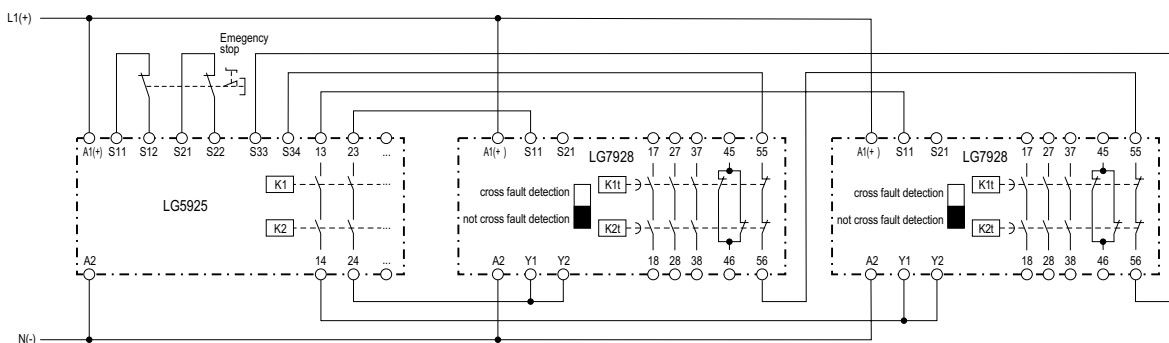 L1(+)
Emegency
stop
A1(+) S11 S12 S21 S22 S33 S34 13 23 ...
K1 ...
LG5925
K2 ...
A2 14 24 ...
A1(+ ) S11 S21 17 27 37 45 55
LG7928
cross fault detection K1t
not cross fault detection K2t
A2 Y1 Y2 18 28 38 46 56
A1(+ ) S11 S21 17 27 37 45 55
LG7928
cross fault detection K1t
not cross fault detection K2t
A2 Y1 Y2 18 28 38 46 56
N(-)